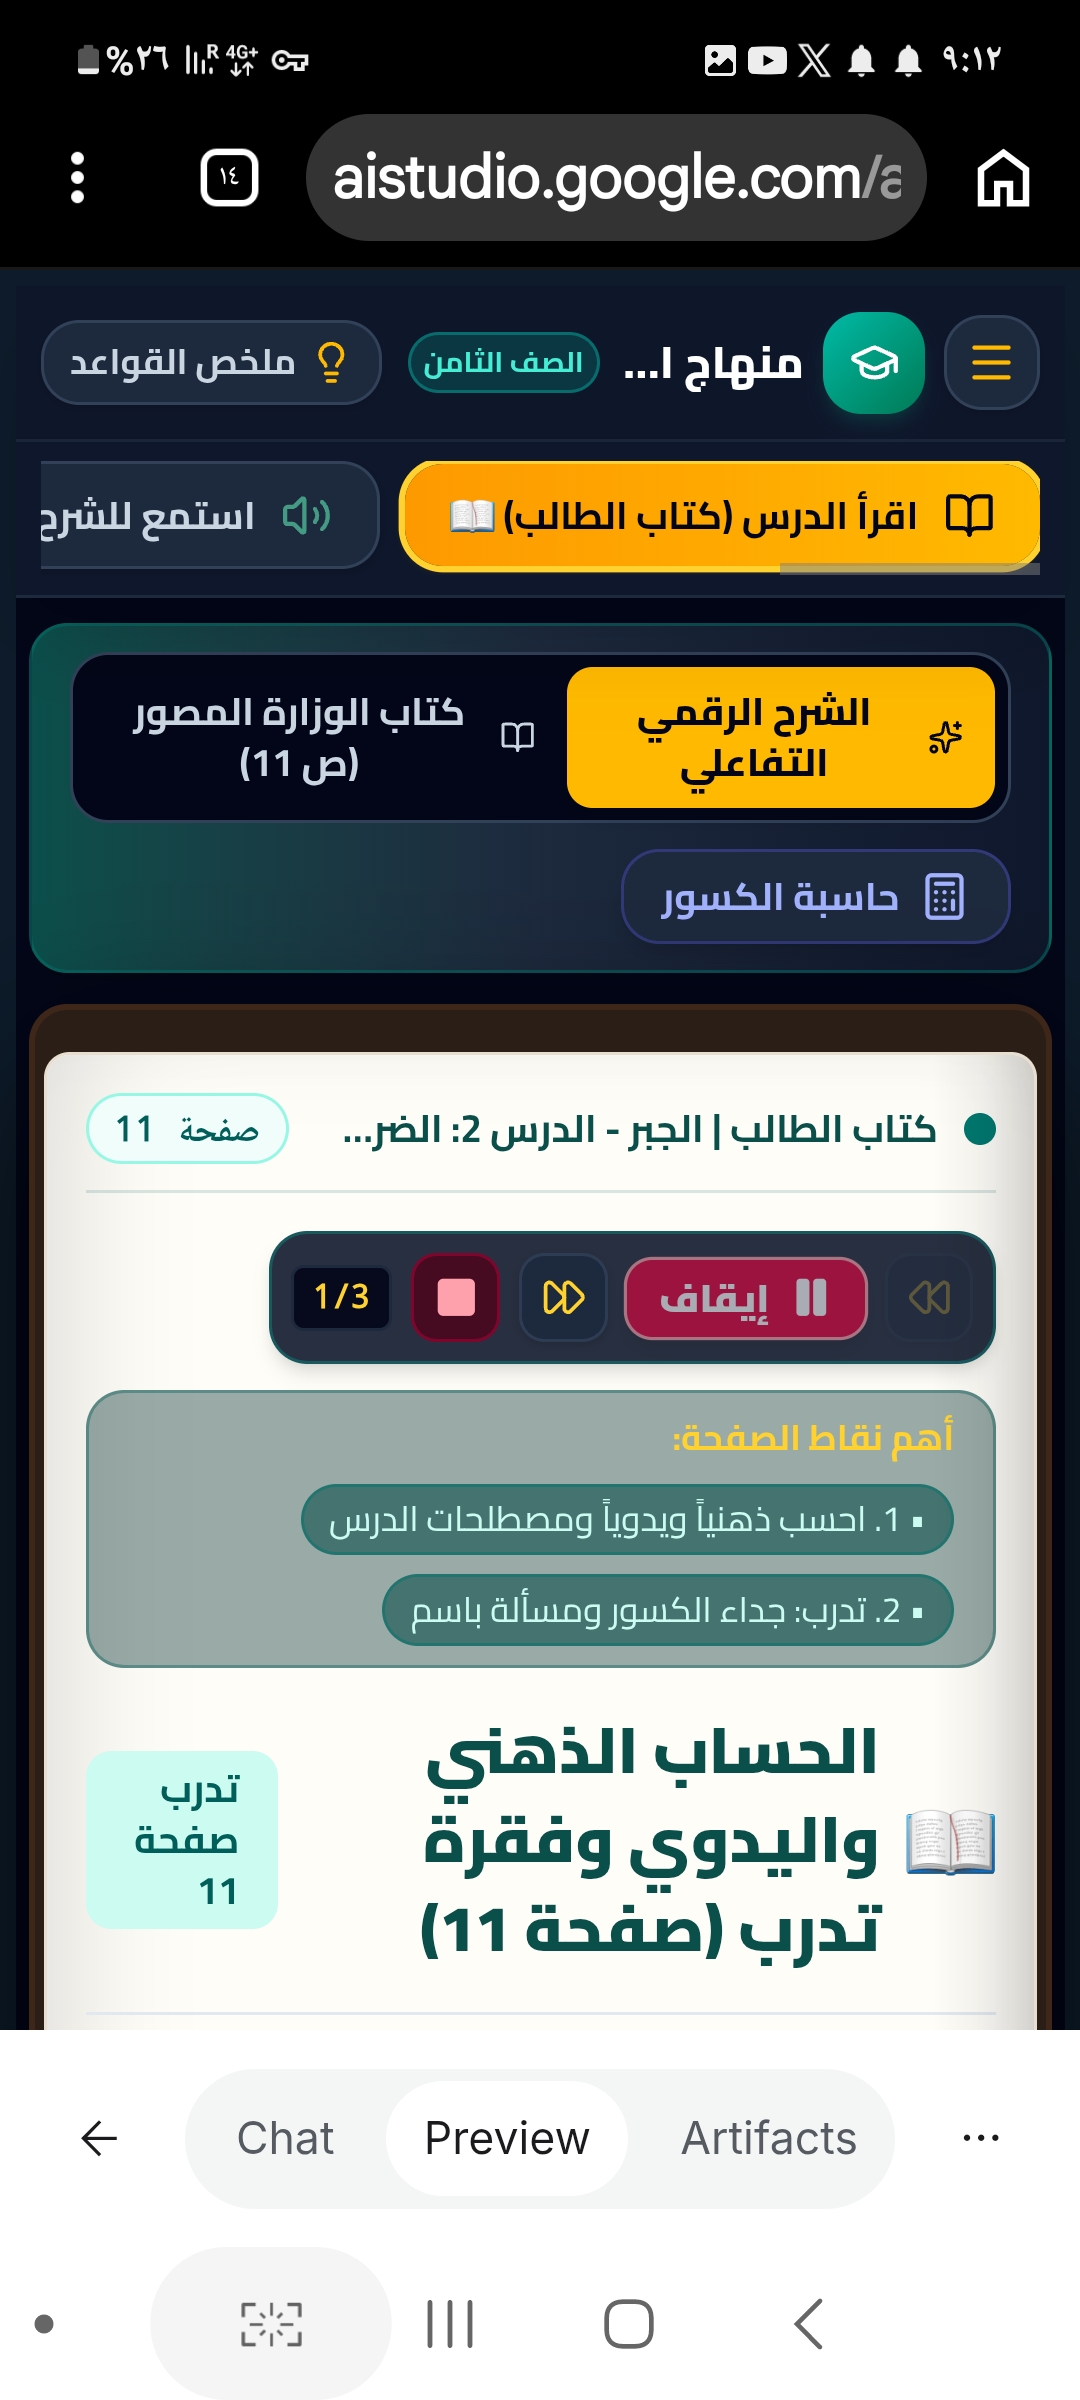 ٩:١٢
4G+
R
%٢٦
aistudio.google.com/a
١٤
منهاج ا...
الصف الثامن
ملخص القواعد
اقرأ الدرس (كتاب الطالب) 📖
استمع للشرح
الشرح الرقمي
التفاعلي
كتاب الوزارة المصور
(ص 11)
حاسبة الكسور
كتاب الطالب | الجبر - الدرس 2: الضر...
صفحة 11
إيقاف
1/3
أهم نقاط الصفحة:
▪ 1. احسب ذهنياً ويدوياً ومصطلحات الدرس
▪ 2. تدرب: جداء الكسور ومسألة باسم
📖 الحساب الذهني
واليدوي وفقرة
تدرب (صفحة 11)
تدرب
صفحة
11
Chat
Preview
Artifacts